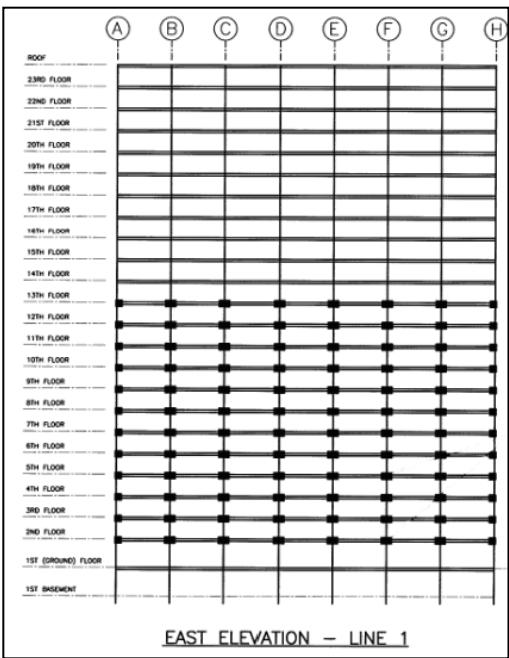 A B C D E F G H
ROOF
23RD FLOOR
22ND FLOOR
21ST FLOOR
20TH FLOOR
19TH FLOOR
18TH FLOOR
17TH FLOOR
16TH FLOOR
15TH FLOOR
14TH FLOOR
13TH FLOOR
12TH FLOOR
11TH FLOOR
10TH FLOOR
9TH FLOOR
8TH FLOOR
7TH FLOOR
6TH FLOOR
5TH FLOOR
4TH FLOOR
3RD FLOOR
2ND FLOOR
1ST (GROUND) FLOOR
1ST BASEMENT
EAST ELEVATION – LINE 1